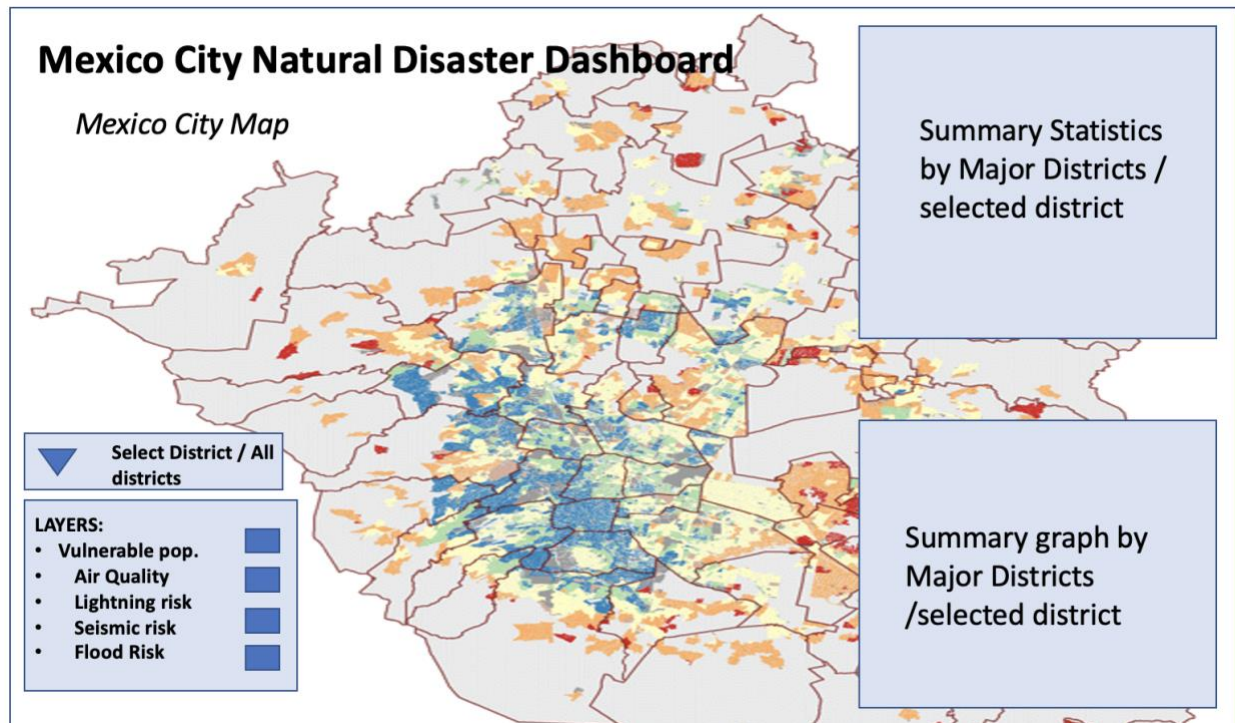 Mexico City Natural Disaster Dashboard
Mexico City Map
Summary Statistics
by Major Districts /
selected district
Select District / All
districts
LAYERS:
• Vulnerable pop.
• Air Quality
• Lightning risk
• Seismic risk
• Flood Risk
Summary graph by
Major Districts
/selected district